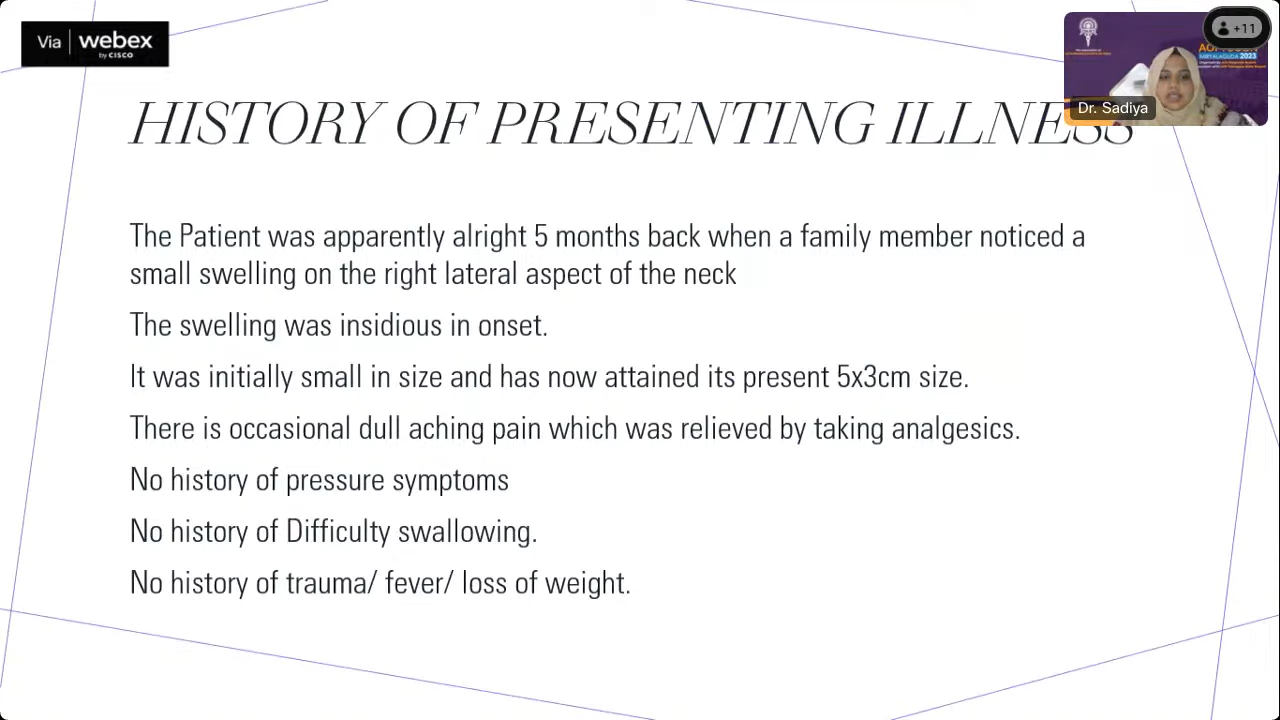 Via webex
by CISCO
+11
Dr. Sadiya
HISTORY OF PRESENTING ILLNESS
The Patient was apparently alright 5 months back when a family member noticed a
small swelling on the right lateral aspect of the neck
The swelling was insidious in onset.
It was initially small in size and has now attained its present 5x3cm size.
There is occasional dull aching pain which was relieved by taking analgesics.
No history of pressure symptoms
No history of Difficulty swallowing.
No history of trauma/ fever/ loss of weight.